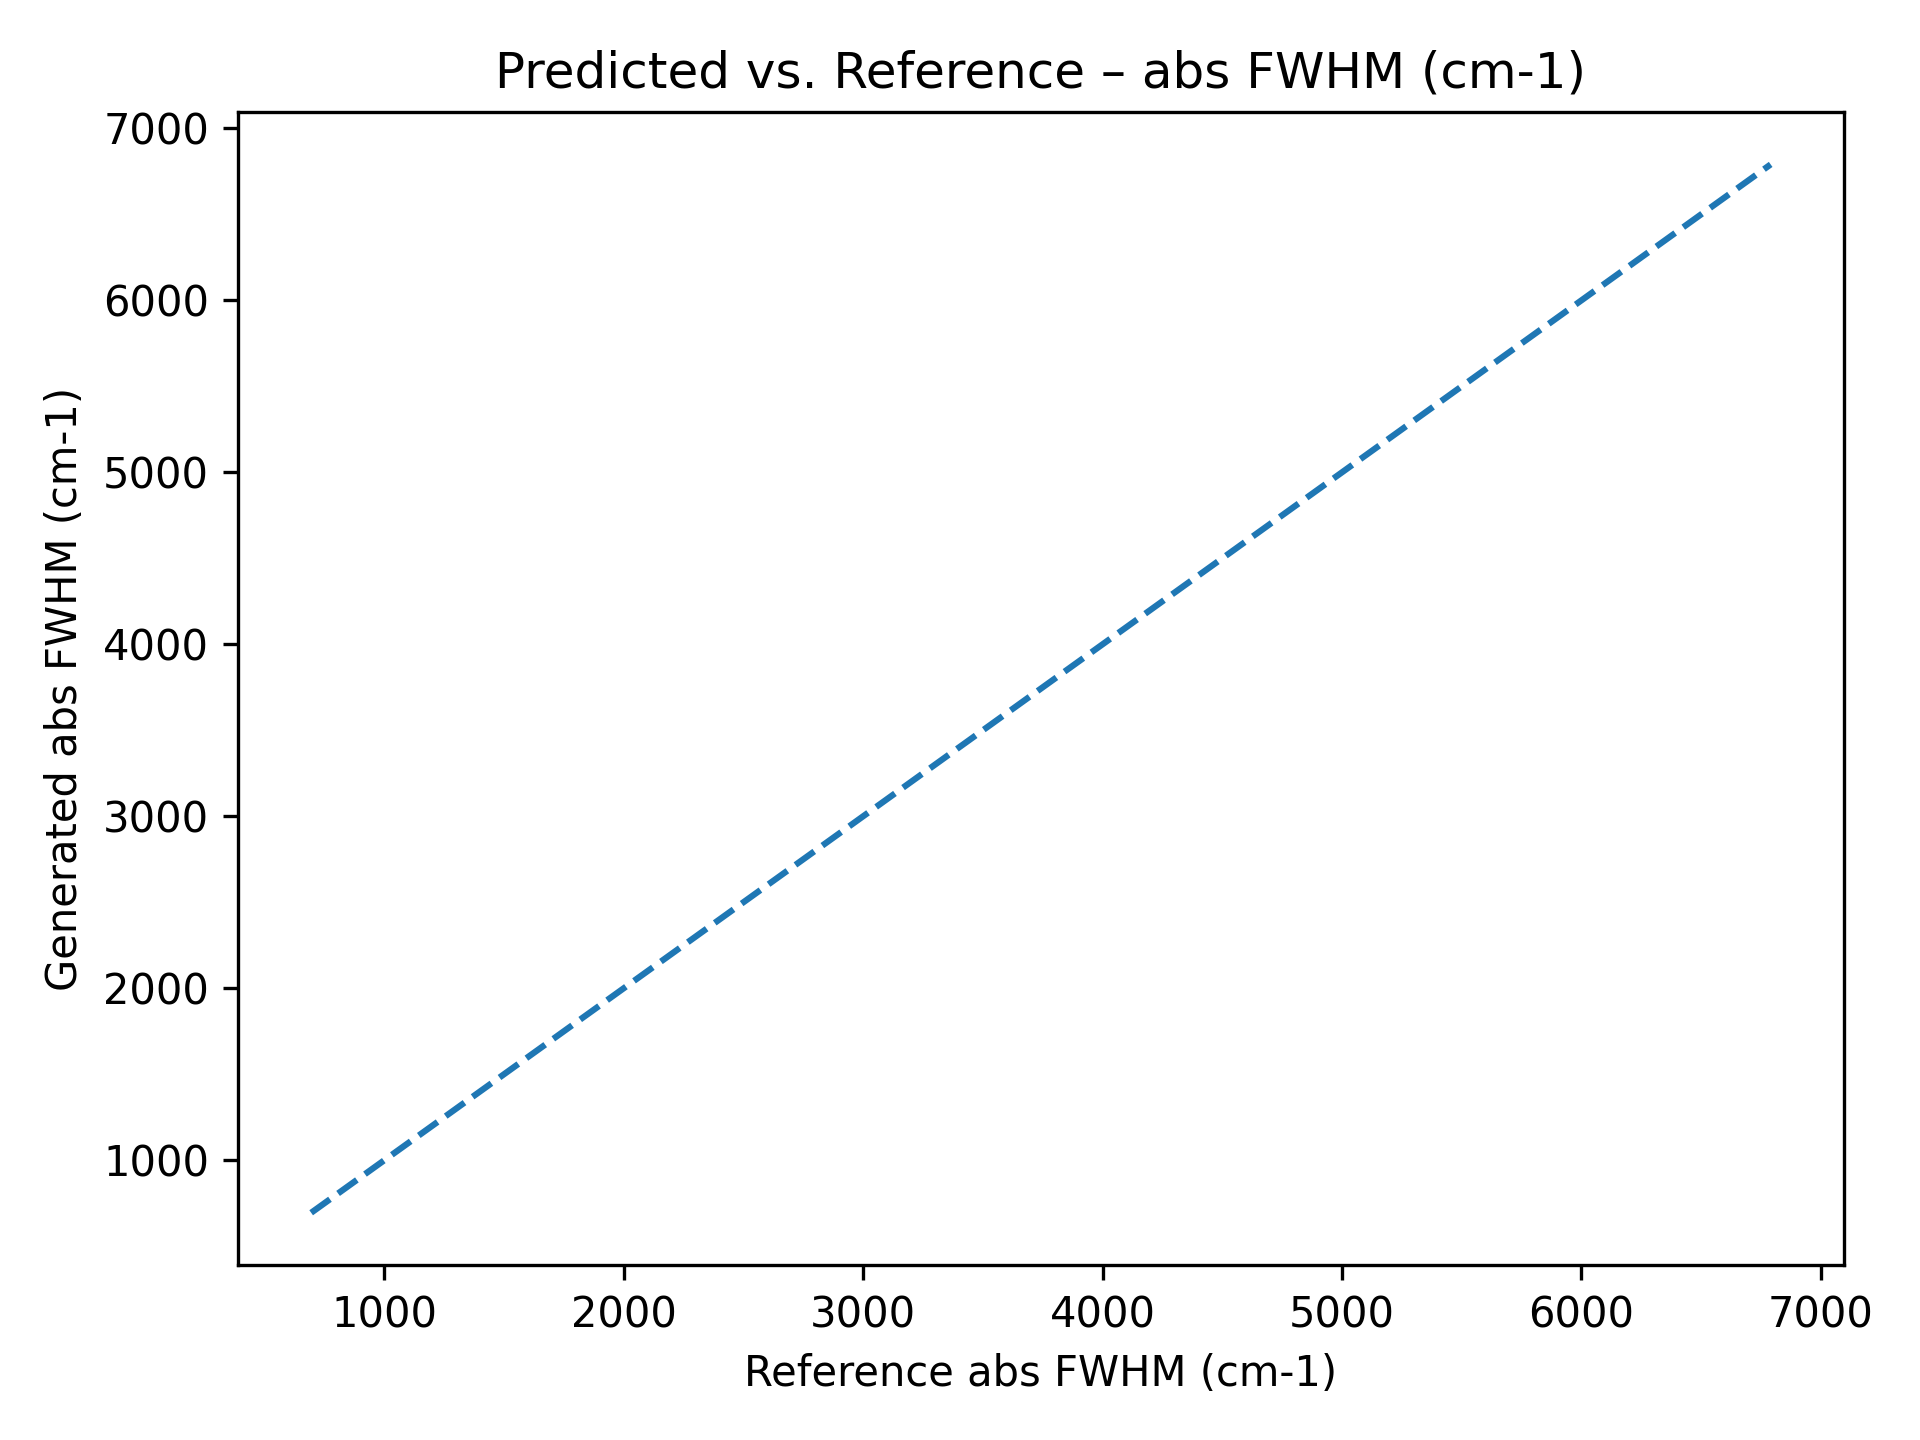 Predicted vs. Reference – abs FWHM (cm-1)
7000
6000
5000
4000
3000
2000
1000
Generated abs FWHM (cm-1)
1000 2000 3000 4000 5000 6000 7000
Reference abs FWHM (cm-1)